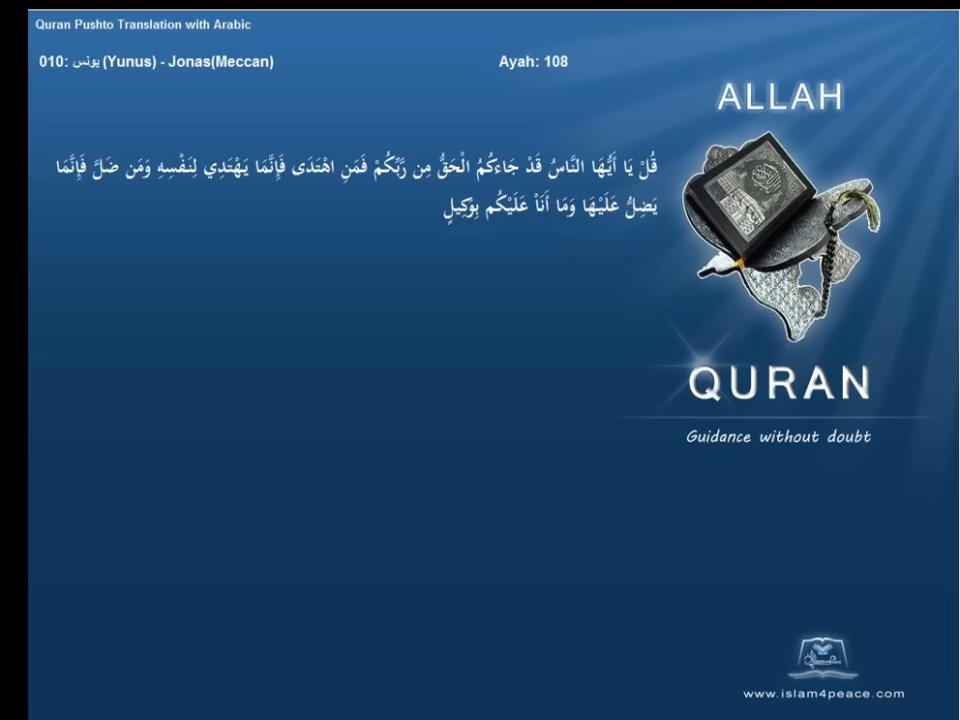 Quran Pushto Translation with Arabic
010: يونس (Yunus) - Jonas(Meccan)
Ayah: 108
ALLAH
قُلْ يَا أَيُّهَا النَّاسُ قَدْ جَاءَكُمُ الْحَقُّ مِن رَّبِّكُمْ فَمَنِ اهْتَدَى فَإِنَّمَا يَهْتَدِي لِنَفْسِهِ وَمَن ضَلَّ فَإِنَّمَا
يَضِلُّ عَلَيْهَا وَمَا أَنَاْ عَلَيْكُم بِوَكِيلٍ
QURAN
Guidance without doubt
www.islam4peace.com